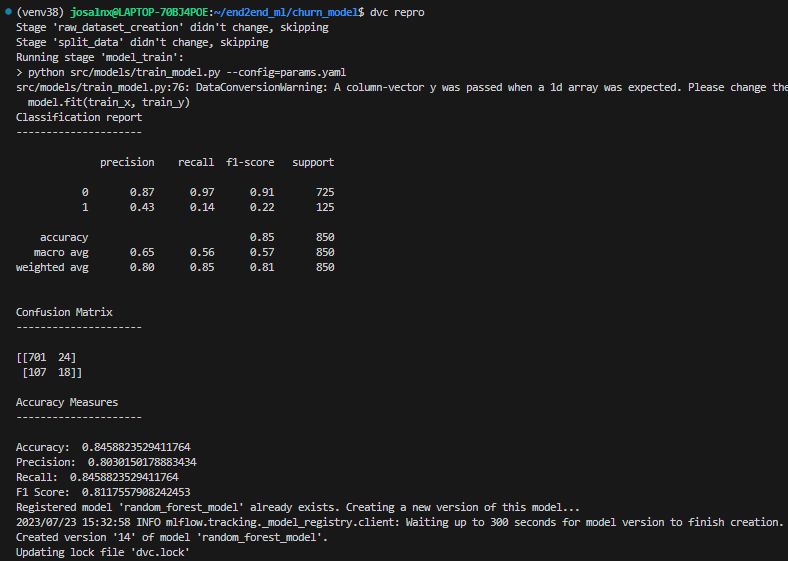 (venv38) josalnx@LAPTOP-70BJ4POE:~/end2end_ml/churn_model$ dvc repro
Stage 'raw_dataset_creation' didn't change, skipping
Stage 'split_data' didn't change, skipping
Running stage 'model_train':
> python src/models/train_model.py --config=params.yaml
src/models/train_model.py:76: DataConversionWarning: A column-vector y was passed when a 1d array was expected. Please change the
  model.fit(train_x, train_y)
Classification report
---------------------
              precision    recall  f1-score   support
           0       0.87      0.97      0.91       725
           1       0.43      0.14      0.22       125
    accuracy                           0.85       850
   macro avg       0.65      0.56      0.57       850
weighted avg       0.80      0.85      0.81       850
Confusion Matrix
---------------------
[[701  24]
 [107  18]]
Accuracy Measures
---------------------
Accuracy:  0.8458823529411764
Precision:  0.8030150178883434
Recall:  0.8458823529411764
F1 Score:  0.8117557908242453
Registered model 'random_forest_model' already exists. Creating a new version of this model...
2023/07/23 15:32:58 INFO mlflow.tracking._model_registry.client: Waiting up to 300 seconds for model version to finish creation.
Created version '14' of model 'random_forest_model'.
Updating lock file 'dvc.lock'